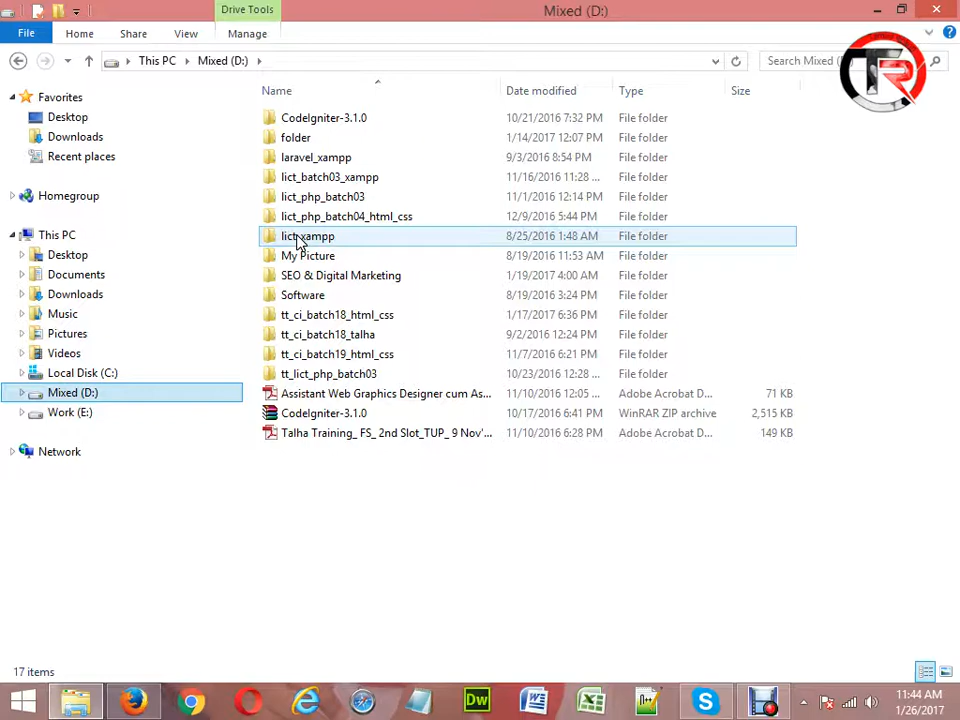 Drive Tools
Mixed (D:)
File
Home
Share
View
Manage
This PC
Mixed (D:)
Search Mixed
TR
Name
Date modified
Type
Size
Favorites
Desktop
Downloads
Recent places
Homegroup
This PC
Desktop
Documents
Downloads
Music
Pictures
Videos
Local Disk (C:)
Mixed (D:)
Work (E:)
Network
CodeIgniter-3.1.0 10/21/2016 7:32 PM File folder
folder 1/14/2017 12:07 PM File folder
laravel_xampp 9/3/2016 8:54 PM File folder
lict_batch03_xampp 11/16/2016 11:28 ... File folder
lict_php_batch03 11/1/2016 12:14 PM File folder
lict_php_batch04_html_css 12/9/2016 5:44 PM File folder
lict_xampp 8/25/2016 1:48 AM File folder
My Picture 8/19/2016 11:53 AM File folder
SEO & Digital Marketing 1/19/2017 4:00 AM File folder
Software 8/19/2016 3:24 PM File folder
tt_ci_batch18_html_css 1/17/2017 6:36 PM File folder
tt_ci_batch18_talha 9/2/2016 12:24 PM File folder
tt_ci_batch19_html_css 11/7/2016 6:21 PM File folder
tt_lict_php_batch03 10/23/2016 12:28 ... File folder
Assistant Web Graphics Designer cum As... 11/10/2016 12:05 ... Adobe Acrobat D... 71 KB
CodeIgniter-3.1.0 10/17/2016 6:41 PM WinRAR ZIP archive 2,515 KB
Talha Training_ FS_ 2nd Slot_TUP_ 9 Nov'... 11/10/2016 6:28 PM Adobe Acrobat D... 149 KB
17 items
Dw
11:44 AM
1/26/2017